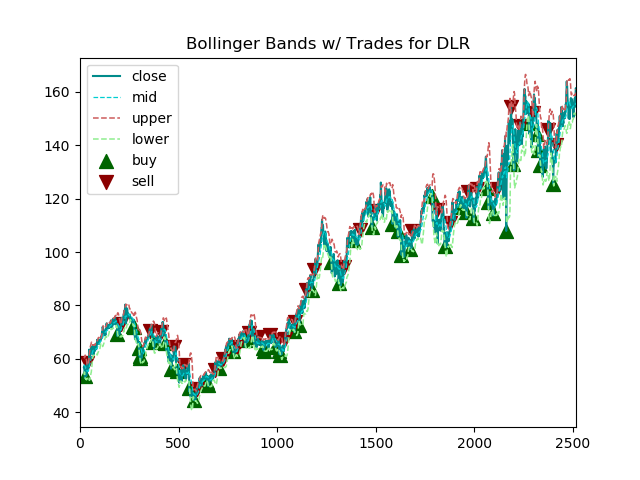 Bollinger Bands w/ Trades for DLR
close
mid
upper
lower
buy
sell
160
140
120
100
80
60
40
0 500 1000 1500 2000 2500